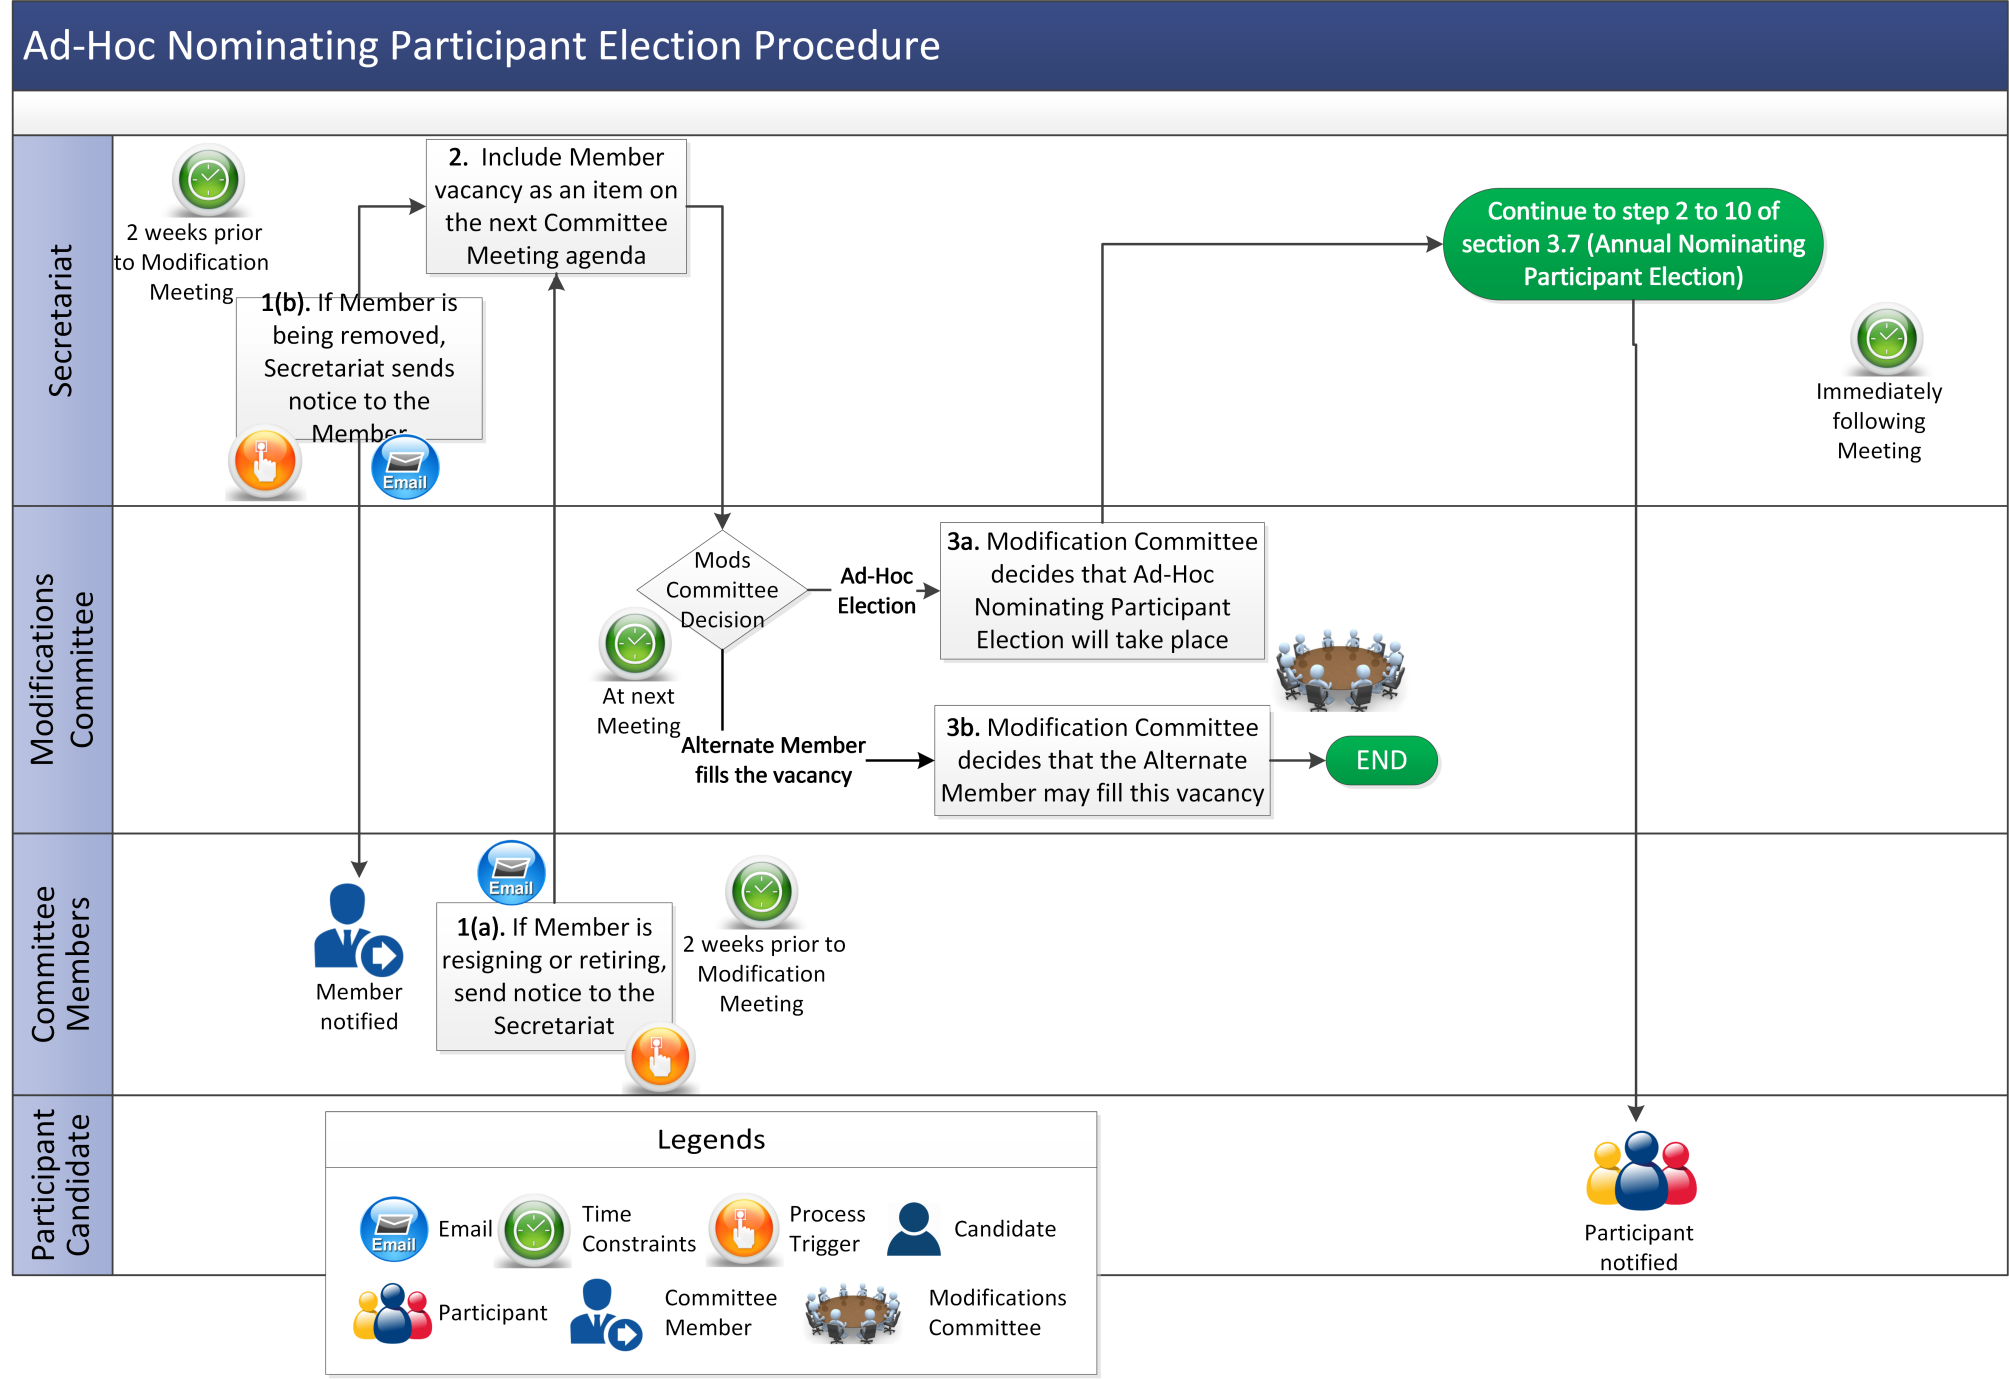 Ad-Hoc Nominating Participant Election Procedure
Secretariat
2 weeks prior
to Modification
Meeting
1(b). If Member is
being removed,
Secretariat sends
notice to the
Member
Email
2. Include Member
vacancy as an item on
the next Committee
Meeting agenda
Continue to step 2 to 10 of
section 3.7 (Annual Nominating
Participant Election)
Immediately
following
Meeting
Modifications
Committee
Mods
Committee
Decision
At next
Meeting
Ad-Hoc
Election
3a. Modification Committee
decides that Ad-Hoc
Nominating Participant
Election will take place
Alternate Member
fills the vacancy
3b. Modification Committee
decides that the Alternate
Member may fill this vacancy
END
Committee
Members
Member
notified
Email
1(a). If Member is
resigning or retiring,
send notice to the
Secretariat
2 weeks prior to
Modification
Meeting
Participant
Candidate
Participant
notified
Legends
Email
Email
Time
Constraints
Process
Trigger
Candidate
Participant
Committee
Member
Modifications
Committee